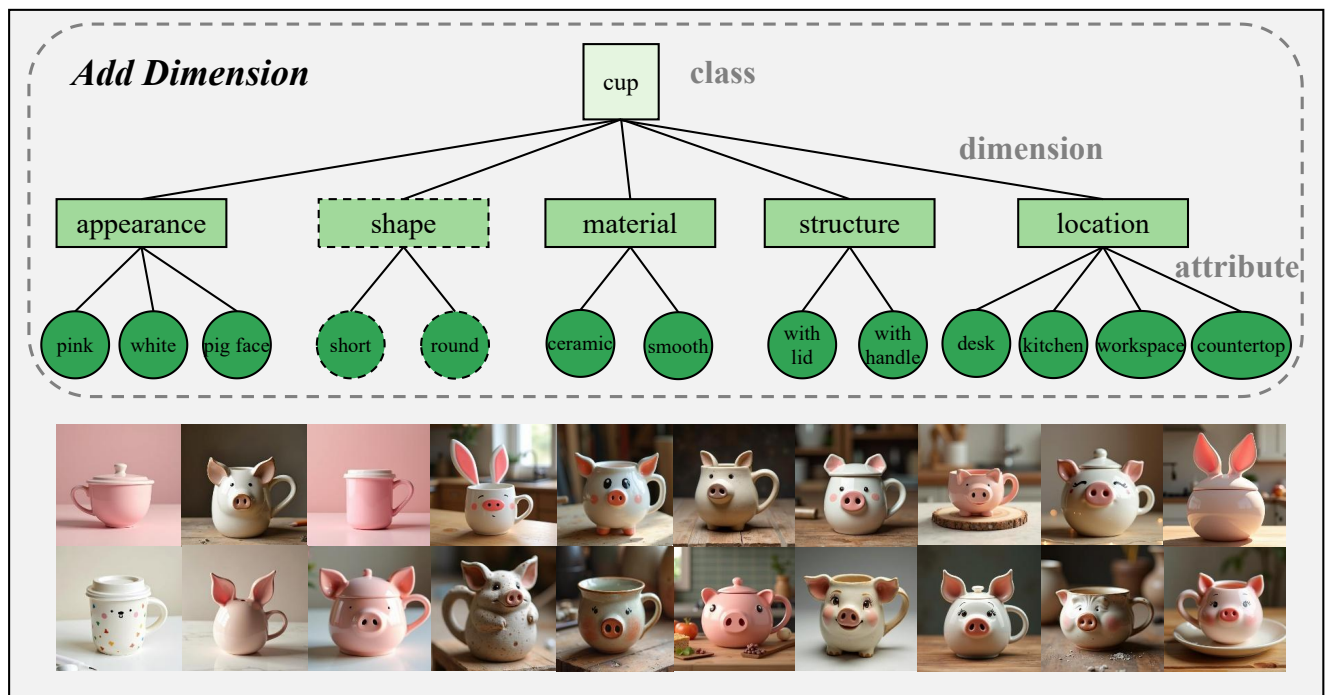 Add Dimension
cup
class
dimension
appearance
shape
material
structure
location
attribute
pink
white
pig face
short
round
ceramic
smooth
with
lid
with
handle
desk
kitchen
workspace
countertop